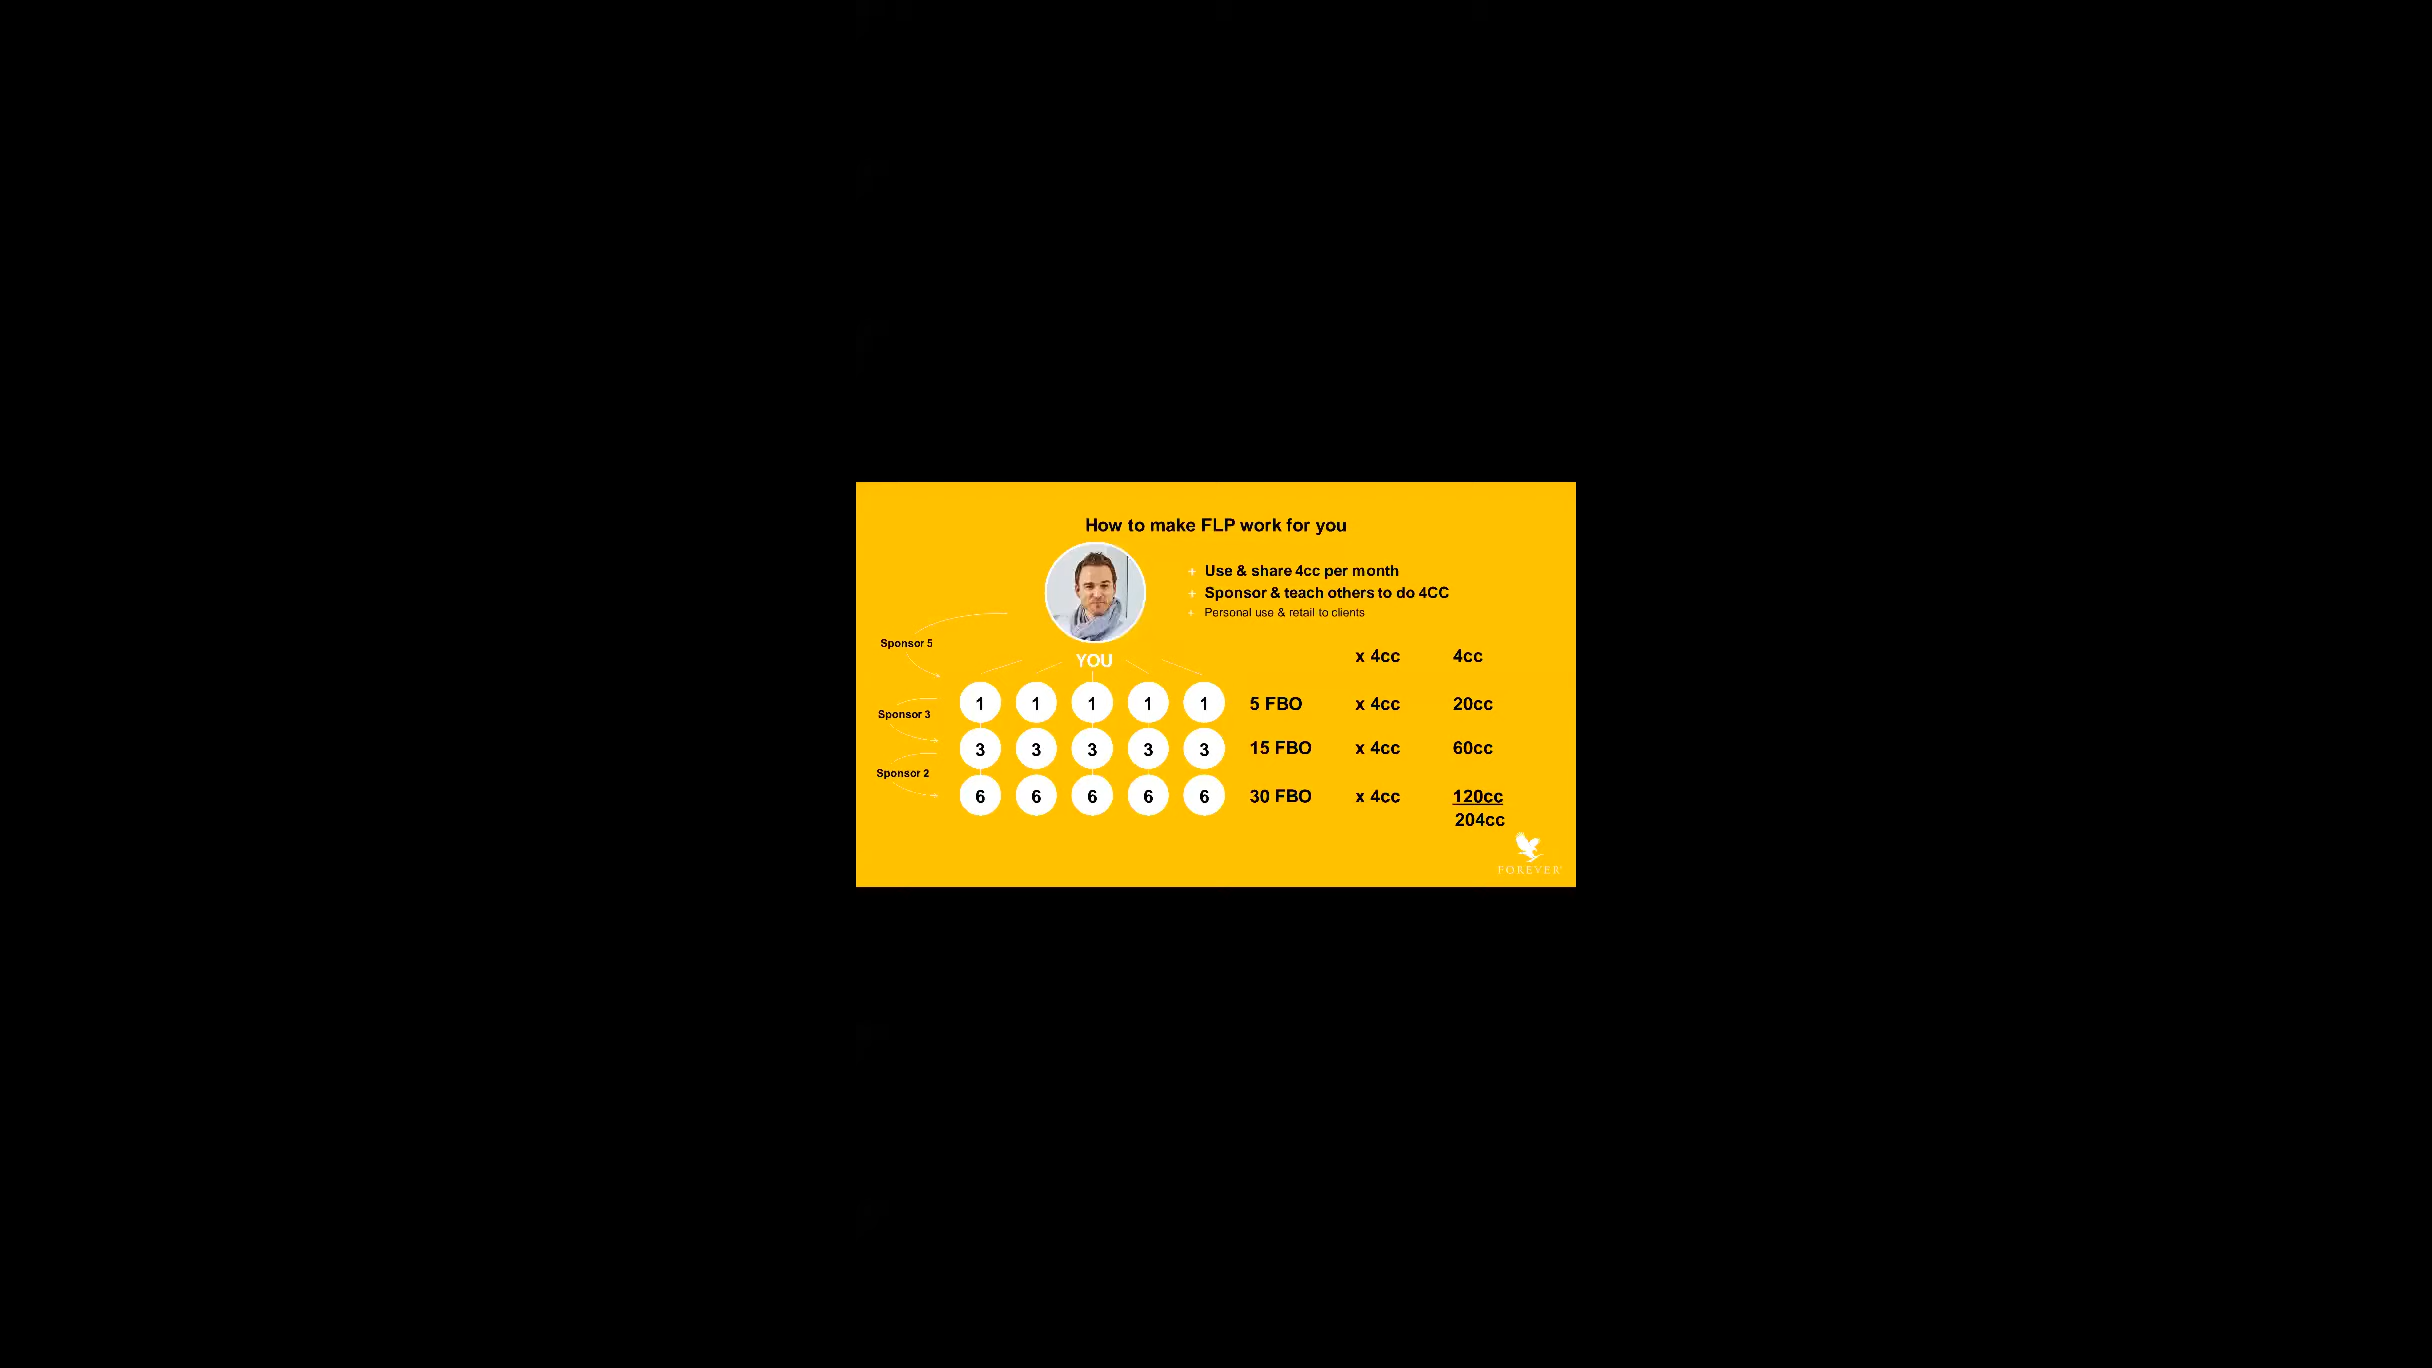 How to make FLP work for you
+ Use & share 4cc per month
+ Sponsor & teach others to do 4CC
+ Personal use & retail to clients
Sponsor 5
YOU
x 4cc 4cc
1 1 1 1 1 5 FBO x 4cc 20cc
Sponsor 3
3 3 3 3 3 15 FBO x 4cc 60cc
Sponsor 2
6 6 6 6 6 30 FBO x 4cc 120cc
204cc
FOREVER®